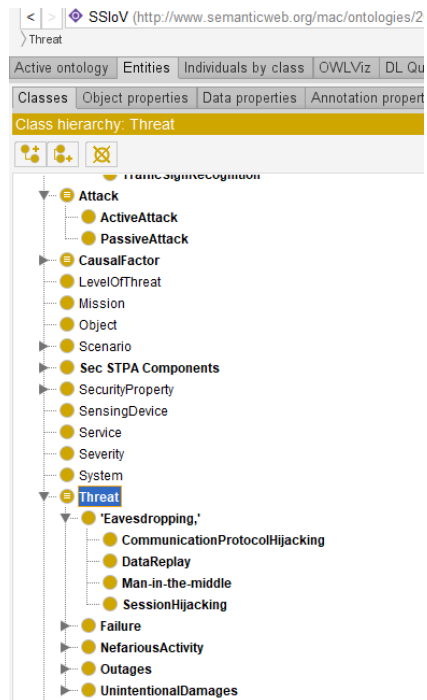 < > SSIoV (http://www.semanticweb.org/mac/ontologies/2
Threat
Active ontology Entities Individuals by class OWLViz DL Qu
Classes Object properties Data properties Annotation propert
Class hierarchy: Threat
TrafficSignRecognition
Attack
ActiveAttack
PassiveAttack
CausalFactor
LevelOfThreat
Mission
Object
Scenario
Sec STPA Components
SecurityProperty
SensingDevice
Service
Severity
System
Threat
'Eavesdropping,'
CommunicationProtocolHijacking
DataReplay
Man-in-the-middle
SessionHijacking
Failure
NefariousActivity
Outages
UnintentionalDamages